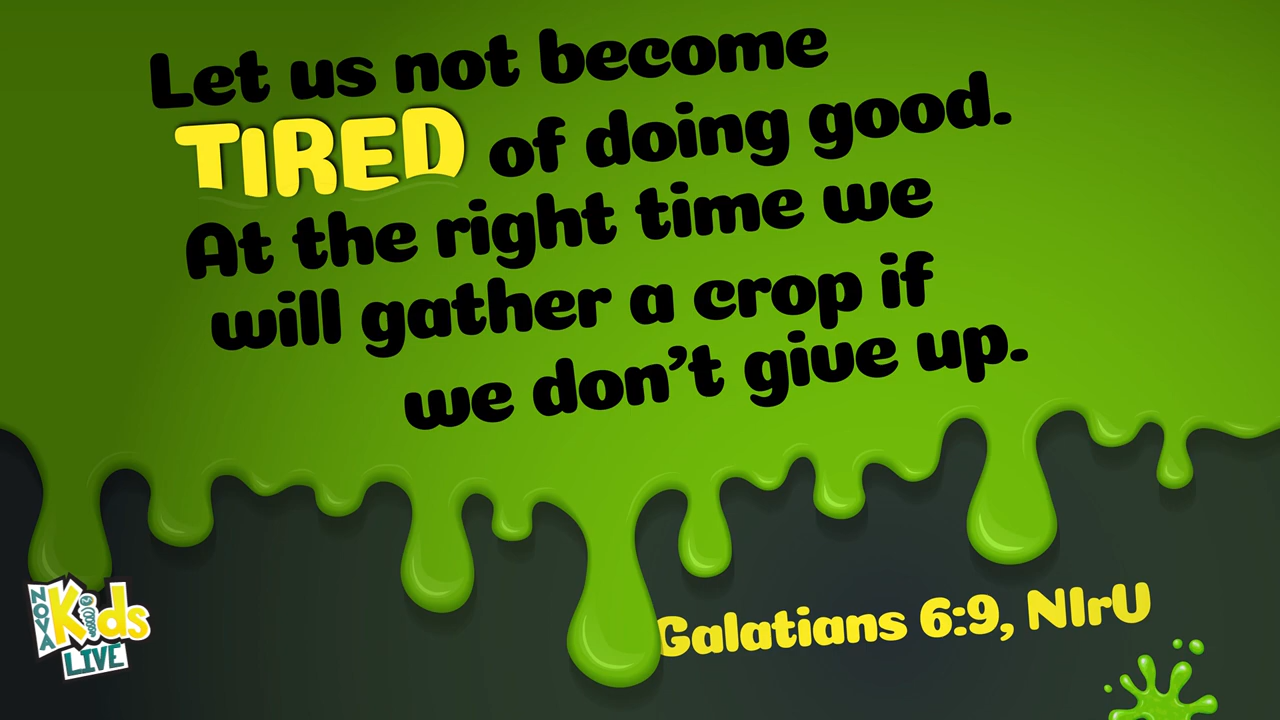 Let us not become
TIRED of doing good.
At the right time we
will gather a crop if
we don't give up.
Galatians 6:9, NIrU
NOVA
Kids
LIVE